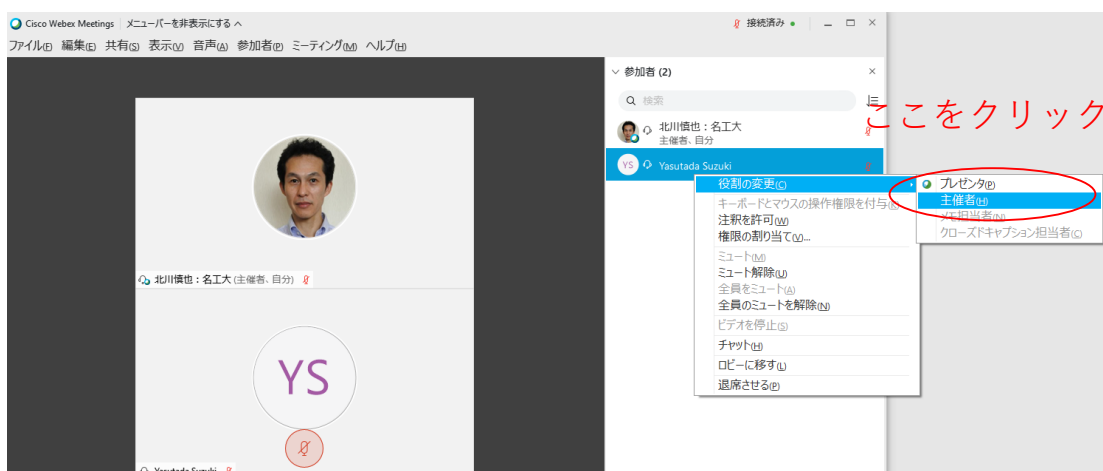 Cisco Webex Meetings メニューバーを非表示にする へ 接続済み
ファイル(F) 編集(E) 共有(S) 表示(V) 音声(A) 参加者(P) ミーティング(M) ヘルプ(H)
参加者 (2)
検索
ここをクリック
北川慎也：名工大
主催者、自分
YS Yasutada Suzuki
役割の変更(C)
プレゼンタ(P)
主催者(H)
メモ担当者(N)
クローズドキャプション担当者(C)
キーボードとマウスの操作権限を付与(K)
注釈を許可(W)
権限の割り当て(V)...
ミュート(M)
ミュート解除(U)
全員をミュート(A)
全員のミュートを解除(N)
ビデオを停止(S)
チャット(H)
ロビーに移す(L)
退席させる(P)
北川慎也：名工大 (主催者、自分)
YS
Yasutada Suzuki